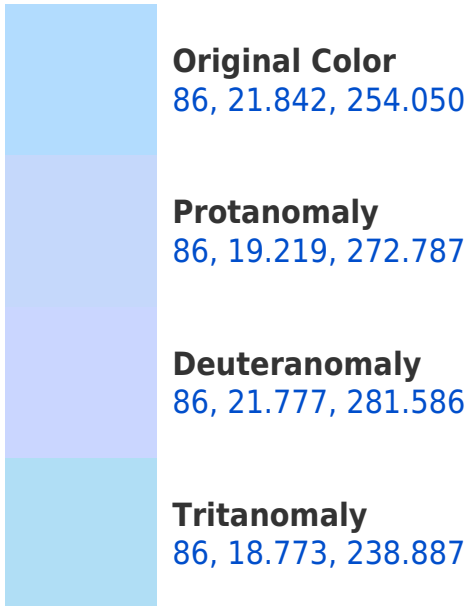 Original Color
86, 21.842, 254.050
Protanomaly
86, 19.219, 272.787
Deuteranomaly
86, 21.777, 281.586
Tritanomaly
86, 18.773, 238.887